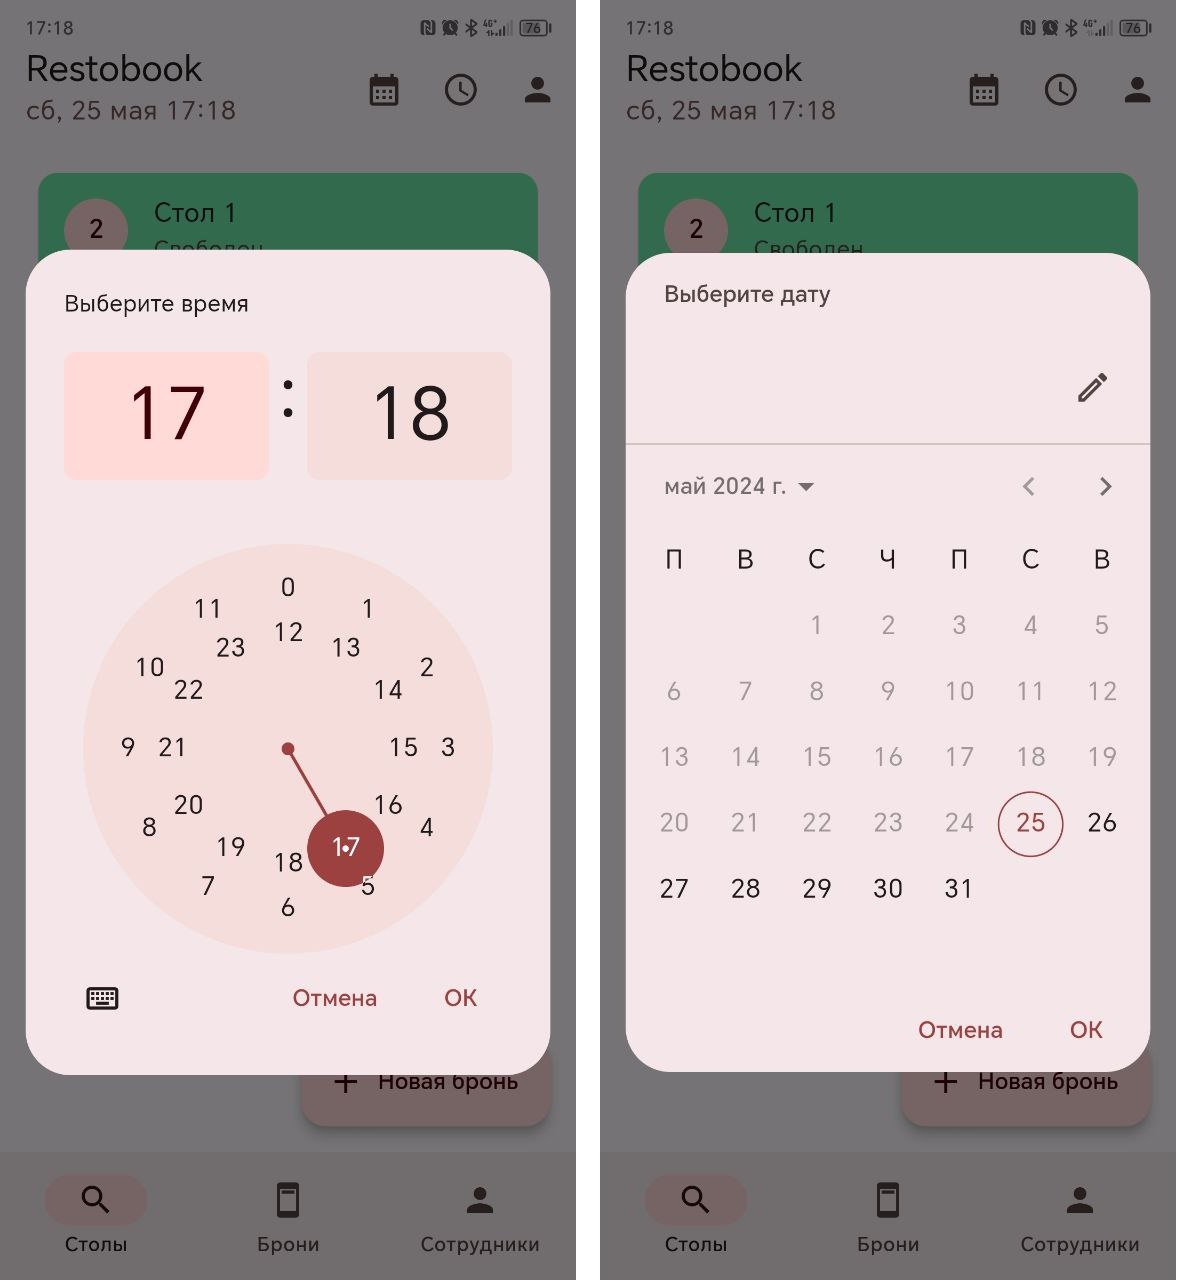 17:18
4G+
76
Restobook
сб, 25 мая 17:18
2
Стол 1
Свободен
Выберите время
17 : 18
0
11
1
12
23
13
10
2
22
14
9
21
15
3
20
16
8
4
19
17
18
7
5
6
Отмена
ОК
Новая бронь
Столы
Брони
Сотрудники
17:18
4G+
76
Restobook
сб, 25 мая 17:18
2
Стол 1
Свободен
Выберите дату
май 2024 г.
П В С Ч П С В
1 2 3 4 5
6 7 8 9 10 11 12
13 14 15 16 17 18 19
20 21 22 23 24 25 26
27 28 29 30 31
Отмена
ОК
Новая бронь
Столы
Брони
Сотрудники